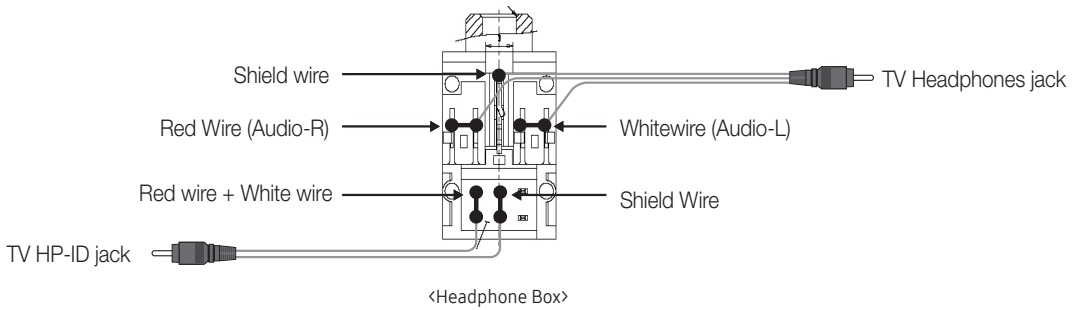 Shield wire
TV Headphones jack
Red Wire (Audio-R)
Whitewire (Audio-L)
Red wire + White wire
Shield Wire
TV HP-ID jack
<Headphone Box>